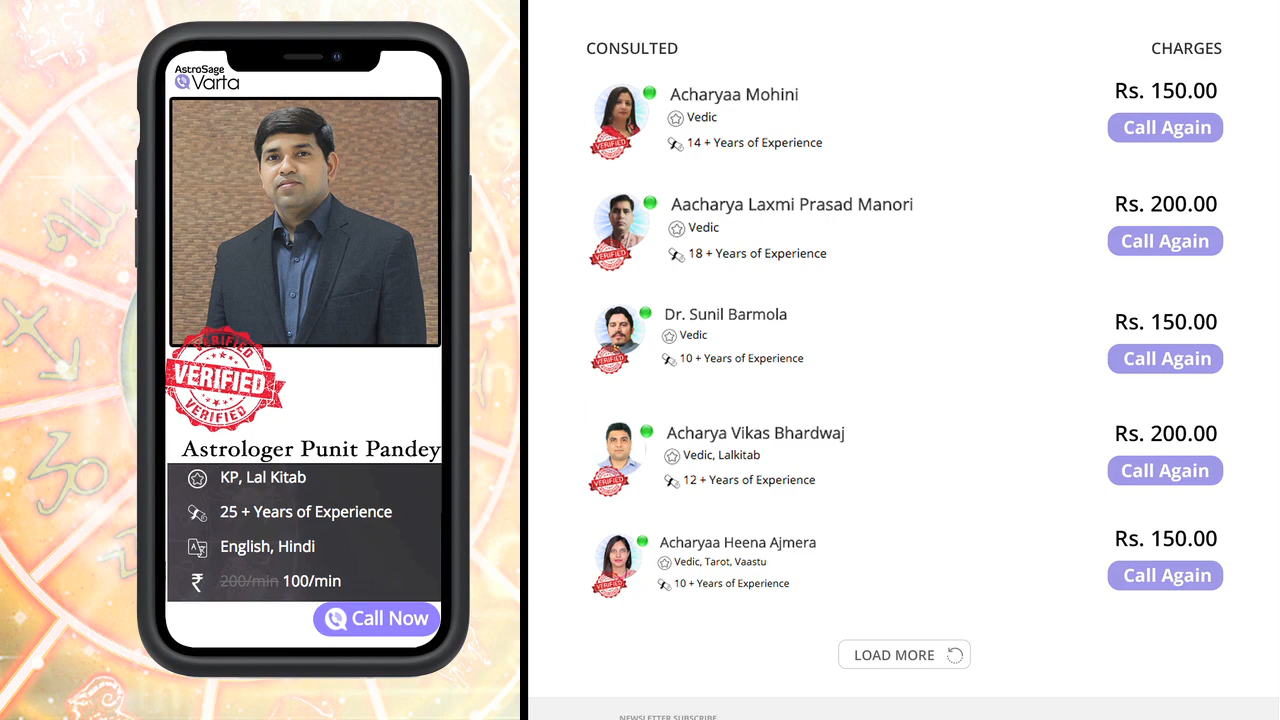 AstroSage
Varta
VERIFIED
VERIFIED
VERIFIED
Astrologer Punit Pandey
KP, Lal Kitab
25 + Years of Experience
English, Hindi
₹ 200/min 100/min
Call Now
CONSULTED
CHARGES
Acharyaa Mohini
Vedic
14 + Years of Experience
VERIFIED
Rs. 150.00
Call Again
Aacharya Laxmi Prasad Manori
Vedic
18 + Years of Experience
VERIFIED
Rs. 200.00
Call Again
Dr. Sunil Barmola
Vedic
10 + Years of Experience
VERIFIED
Rs. 150.00
Call Again
Acharya Vikas Bhardwaj
Vedic, Lalkitab
12 + Years of Experience
VERIFIED
Rs. 200.00
Call Again
Acharyaa Heena Ajmera
Vedic, Tarot, Vaastu
10 + Years of Experience
VERIFIED
Rs. 150.00
Call Again
LOAD MORE
NEWSLETTER SUBSCRIBE